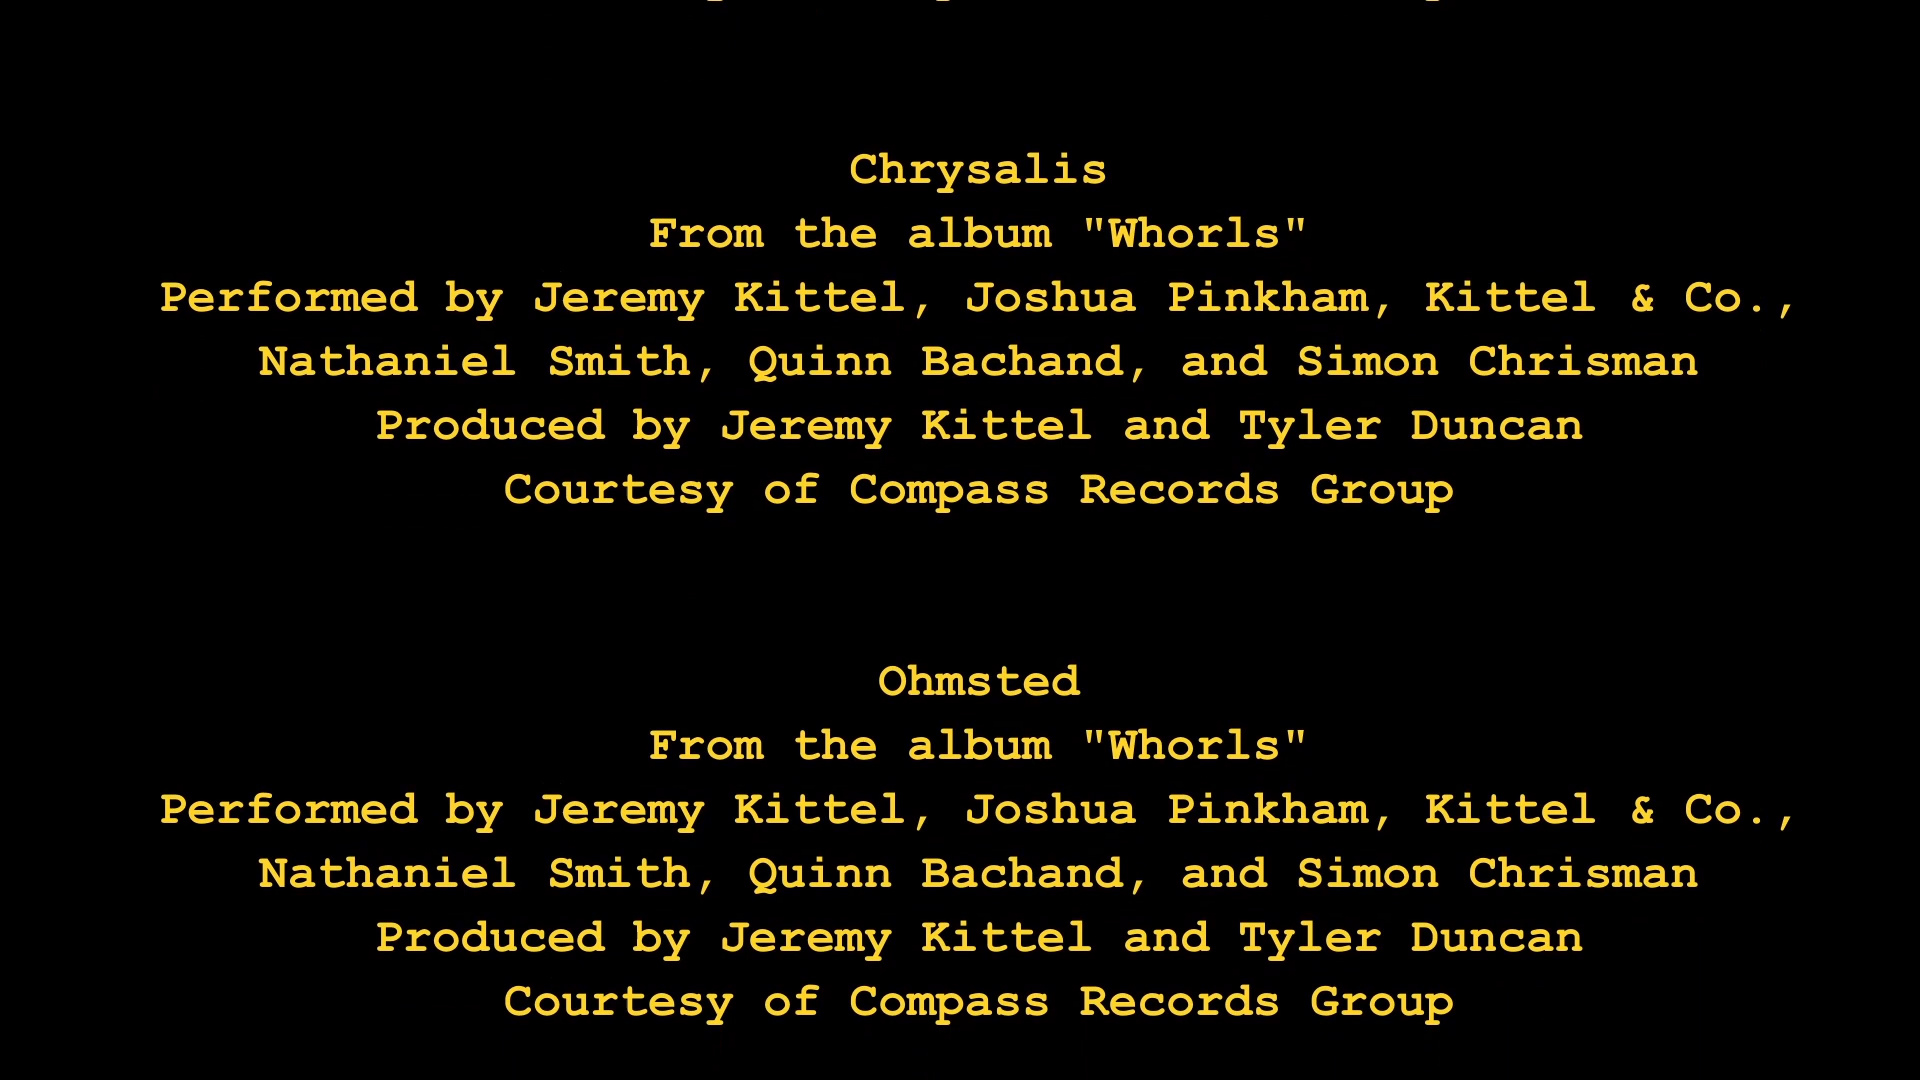 Chrysalis
From the album "Whorls"
Performed by Jeremy Kittel, Joshua Pinkham, Kittel & Co.,
Nathaniel Smith, Quinn Bachand, and Simon Chrisman
Produced by Jeremy Kittel and Tyler Duncan
Courtesy of Compass Records Group
Ohmsted
From the album "Whorls"
Performed by Jeremy Kittel, Joshua Pinkham, Kittel & Co.,
Nathaniel Smith, Quinn Bachand, and Simon Chrisman
Produced by Jeremy Kittel and Tyler Duncan
Courtesy of Compass Records Group